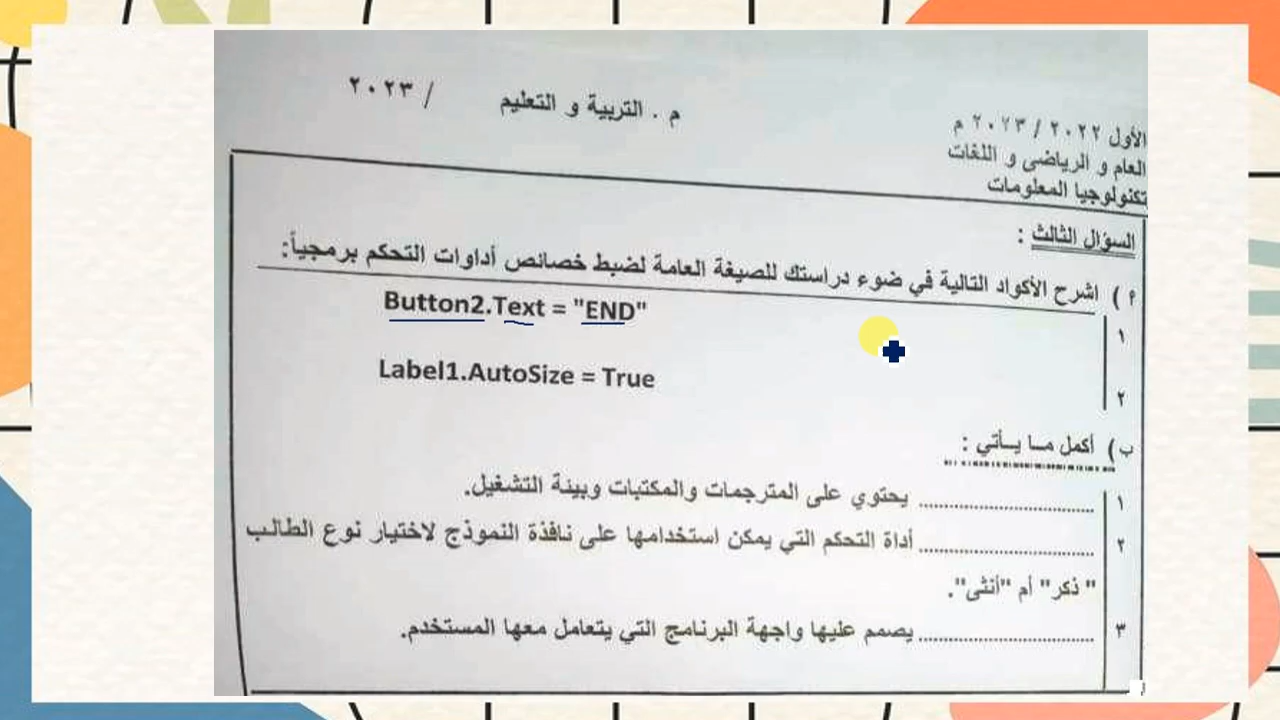 الأول ٢٠٢٢ / ٢٠٢٣ م
م . التربية و التعليم / ٢٠٢٣
العام و الرياضى و اللغات
تكنولوجيا المعلومات
السؤال الثالث :
أ ) اشرح الأكواد التالية في ضوء دراستك للصيغة العامة لضبط خصائص أداوات التحكم برمجياً:
١ Button2.Text = "END"
٢ Label1.AutoSize = True
ب) أكمل مـا يـأتي :
١ .................... يحتوي على المترجمات والمكتبات وبيئة التشغيل.
٢ .................... أداة التحكم التي يمكن استخدامها على نافذة النموذج لاختيار نوع الطالب
" ذكر" أم "أنثى".
٣ .................... يصمم عليها واجهة البرنامج التي يتعامل معها المستخدم.